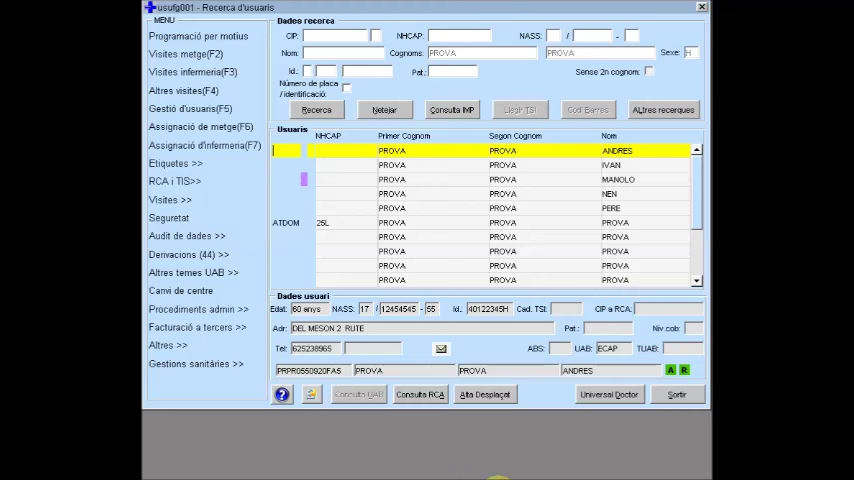 usufg001 - Recerca d'usuaris
MENU
Programació per motius
Visites metge(F2)
Visites infermeria(F3)
Altres visites(F4)
Gestió d'usuaris(F5)
Assignació de metge(F6)
Assignació d'infermeria(F7)
Etiquetes >>
RCA i TIS>>
Visites >>
Seguretat
Audit de dades >>
Derivacions (44) >>
Altres temes UAB >>
Canvi de centre
Procediments admin >>
Facturació a tercers >>
Altres >>
Gestions sanitàries >>
Dades recerca
CIP: NHCAP: NASS: / -
Nom: Cognoms: PROVA PROVA Sexe: H
Id.: Pat.: Sense 2n cognom:
Número de placa
/ identificació:
Recerca Netejar Consulta IMP Llegir TSI Codi Barres ALtres recerques
Usuaris
NHCAP Primer Cognom Segon Cognom Nom
PROVA PROVA ANDRES
PROVA PROVA IVAN
PROVA PROVA MANOLO
PROVA PROVA NEN
PROVA PROVA PERE
ATDOM 25L PROVA PROVA PROVA
PROVA PROVA PROVA
PROVA PROVA PROVA
PROVA PROVA PROVA
PROVA PROVA PROVA
Dades usuari
Edat: 60 anys NASS: 17 / 12454545 - 55 Id.: 40122345H Cad. TSI: CIP a RCA:
Adr: DEL MESON 2 RUTE Pat.: Niv.cob:
Tel: 625238965 ABS: UAB: ECAP TUAB:
PRPR0550920FA5 PROVA PROVA ANDRES A R
? Consulta UAB Consulta RCA Alta Desplaçat Universal Doctor Sortir